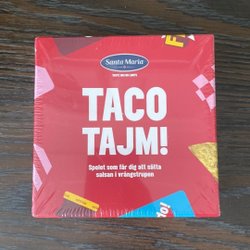 Santa Maria
TACO
TAJM!
Spelet som får dig att sätta
salsan i vrångstrupen